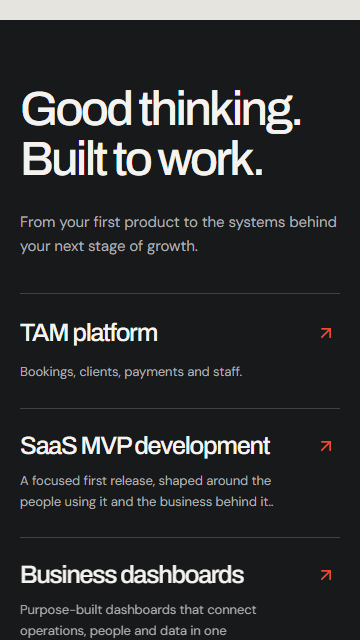 Good thinking.
Built to work.
From your first product to the systems behind
your next stage of growth.
TAM platform
Bookings, clients, payments and staff.
SaaS MVP development
A focused first release, shaped around the
people using it and the business behind it..
Business dashboards
Purpose-built dashboards that connect
operations, people and data in one